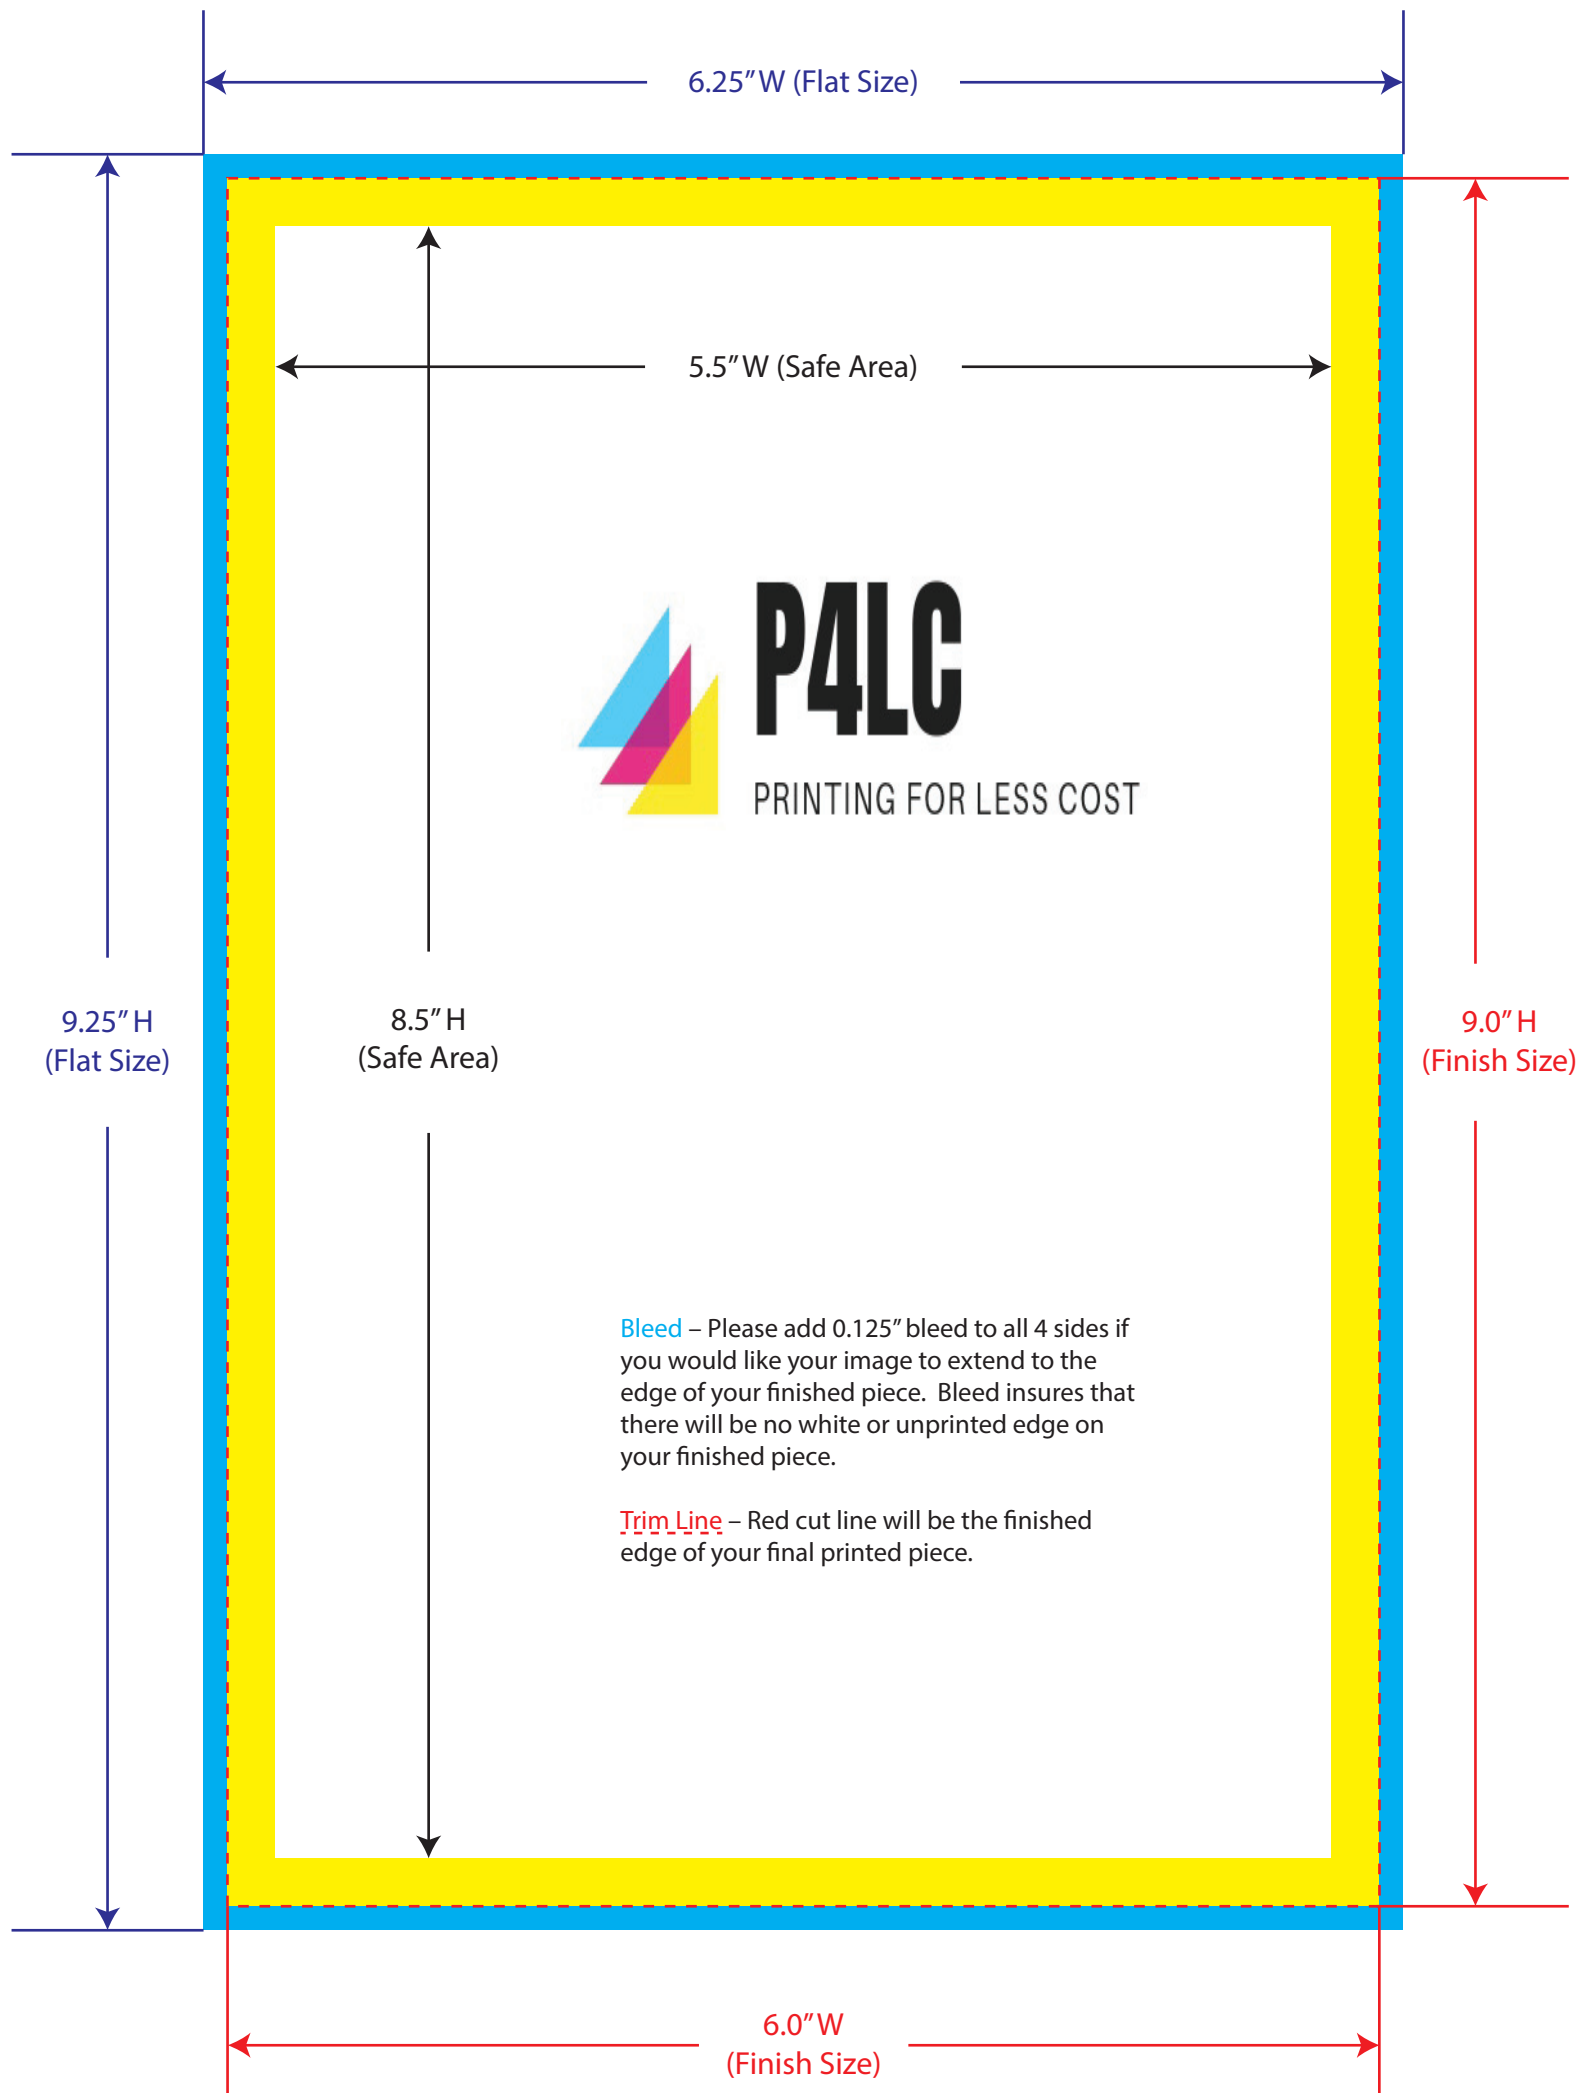 6.25” W (Flat Size)
5.5” W (Safe Area)
P4LC
PRINTING FOR LESS COST
9.25” H
(Flat Size)
8.5” H
(Safe Area)
9.0” H
(Finish Size)
Bleed – Please add 0.125” bleed to all 4 sides if
you would like your image to extend to the
edge of your finished piece.  Bleed insures that
there will be no white or unprinted edge on
your finished piece.
Trim Line – Red cut line will be the finished
edge of your final printed piece.
6.0” W
(Finish Size)